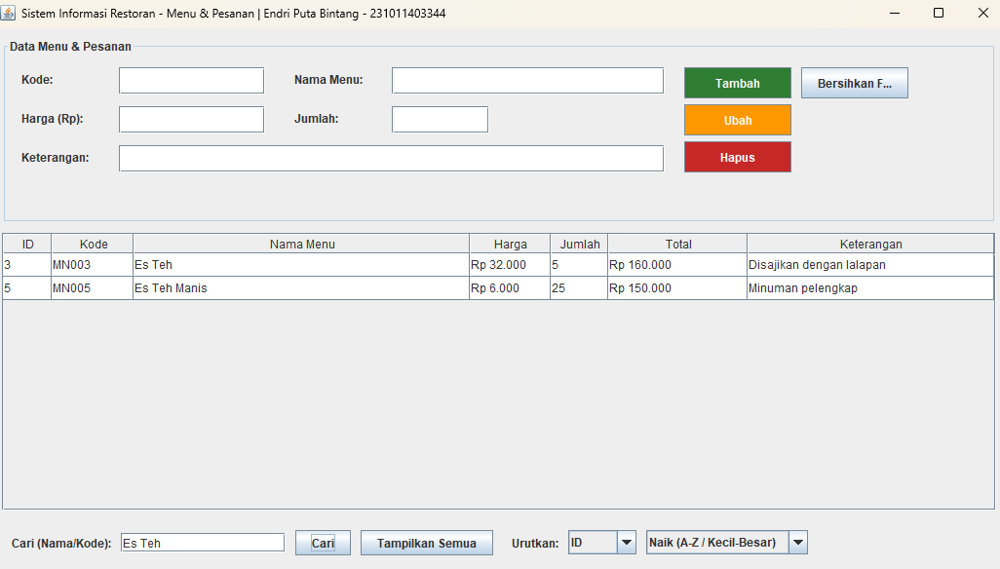 Sistem Informasi Restoran - Menu & Pesanan | Endri Puta Bintang - 231011403344
Data Menu & Pesanan
Kode: Nama Menu: Tambah Bersihkan F...
Harga (Rp): Jumlah: Ubah
Keterangan: Hapus
ID Kode Nama Menu Harga Jumlah Total Keterangan
3 MN003 Es Teh Rp 32.000 5 Rp 160.000 Disajikan dengan lalapan
5 MN005 Es Teh Manis Rp 6.000 25 Rp 150.000 Minuman pelengkap
Cari (Nama/Kode): Es Teh Cari Tampilkan Semua Urutkan: ID Naik (A-Z / Kecil-Besar)